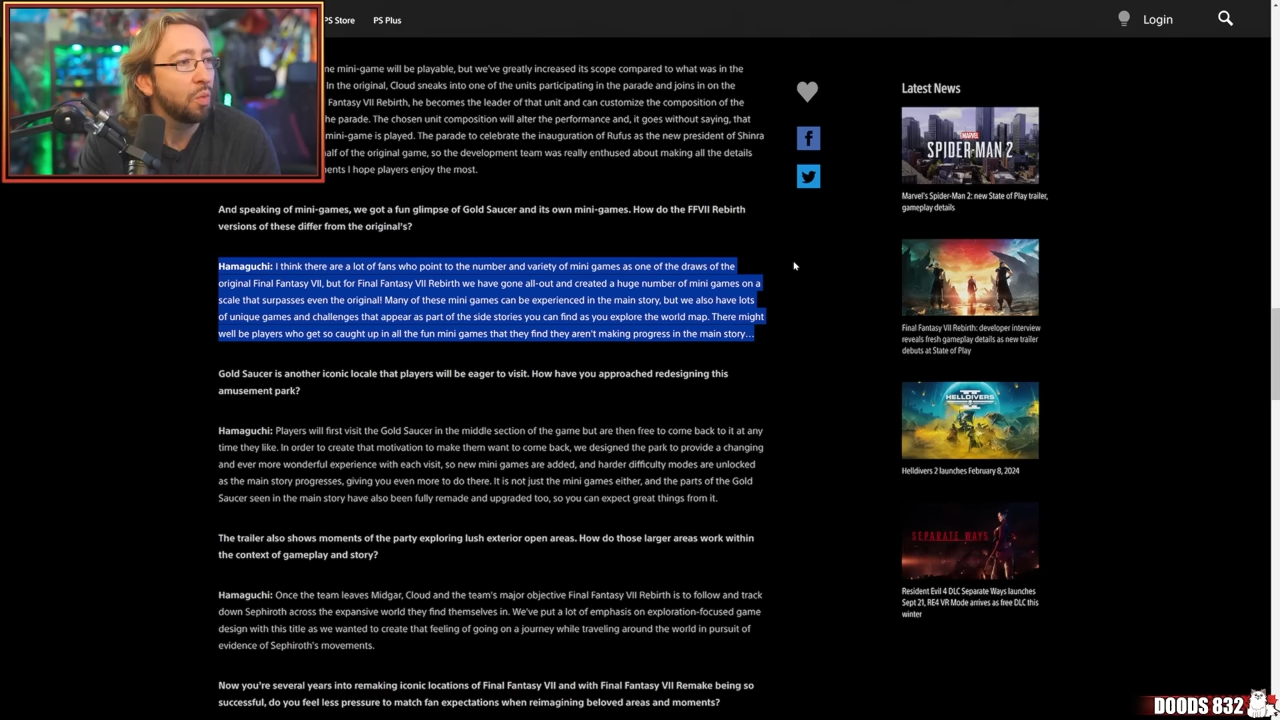 PS Store
PS Plus
Login
me mini-game will be playable, but we've greatly increased its scope compared to what was in the
In the original, Cloud sneaks into one of the units participating in the parade and joins in on the
Fantasy VII Rebirth, he becomes the leader of that unit and can customize the composition of the
he parade. The chosen unit composition will alter the performance and, it goes without saying, that
mini-game is played. The parade to celebrate the inauguration of Rufus as the new president of Shinra
half of the original game, so the development team was really enthused about making all the details
ents I hope players enjoy the most.
And speaking of mini-games, we got a fun glimpse of Gold Saucer and its own mini-games. How do the FFVII Rebirth
versions of these differ from the original's?
Hamaguchi: I think there are a lot of fans who point to the number and variety of mini games as one of the draws of the
original Final Fantasy VII, but for Final Fantasy VII Rebirth we have gone all-out and created a huge number of mini games on a
scale that surpasses even the original! Many of these mini games can be experienced in the main story, but we also have lots
of unique games and challenges that appear as part of the side stories you can find as you explore the world map. There might
well be players who get so caught up in all the fun mini games that they find they aren't making progress in the main story…
Gold Saucer is another iconic locale that players will be eager to visit. How have you approached redesigning this
amusement park?
Hamaguchi: Players will first visit the Gold Saucer in the middle section of the game but are then free to come back to it at any
time they like. In order to create that motivation to make them want to come back, we designed the park to provide a changing
and ever more wonderful experience with each visit, so new mini games are added, and harder difficulty modes are unlocked
as the main story progresses, giving you even more to do there. It is not just the mini games either, and the parts of the Gold
Saucer seen in the main story have also been fully remade and upgraded too, so you can expect great things from it.
The trailer also shows moments of the party exploring lush exterior open areas. How do those larger areas work within
the context of gameplay and story?
Hamaguchi: Once the team leaves Midgar, Cloud and the team's major objective Final Fantasy VII Rebirth is to follow and track
down Sephiroth across the expansive world they find themselves in. We've put a lot of emphasis on exploration-focused game
design with this title as we wanted to create that feeling of going on a journey while traveling around the world in pursuit of
evidence of Sephiroth's movements.
Now you're several years into remaking iconic locations of Final Fantasy VII and with Final Fantasy VII Remake being so
successful, do you feel less pressure to match fan expectations when reimagining beloved areas and moments?
Latest News
MARVEL
SPIDER-MAN 2
Marvel's Spider-Man 2: new State of Play trailer,
gameplay details
Final Fantasy VII Rebirth: developer interview
reveals fresh gameplay details as new trailer
debuts at State of Play
HELLDIVERS
Helldivers 2 launches February 8, 2024
SEPARATE WAYS
Resident Evil 4 DLC Separate Ways launches
Sept 21, RE4 VR Mode arrives as free DLC this
winter
DOODS 832